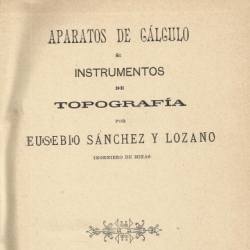 APARATOS DE CÁLCULO
É
INSTRUMENTOS
DE
TOPOGRAFÍA
POR
EUSEBIO SÁNCHEZ Y LOZANO
INGENIERO DE MINAS